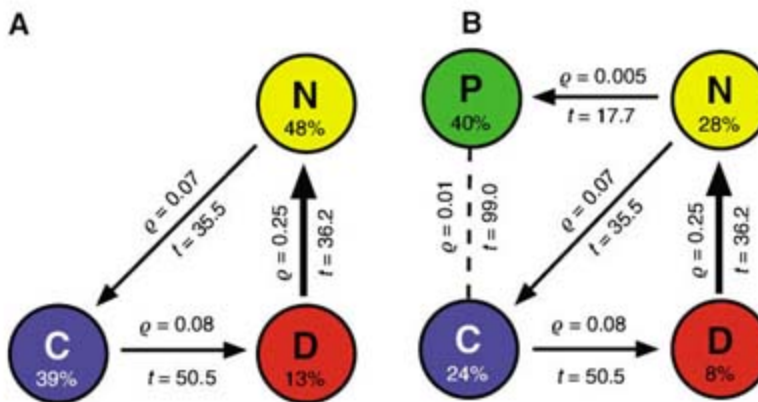 A
N
48%
ϱ = 0.07
t = 35.5
ϱ = 0.25
t = 36.2
C
39%
ϱ = 0.08
t = 50.5
D
13%
B
P
40%
ϱ = 0.005
t = 17.7
N
28%
ϱ = 0.01
t = 99.0
ϱ = 0.07
t = 35.5
ϱ = 0.25
t = 36.2
C
24%
ϱ = 0.08
t = 50.5
D
8%